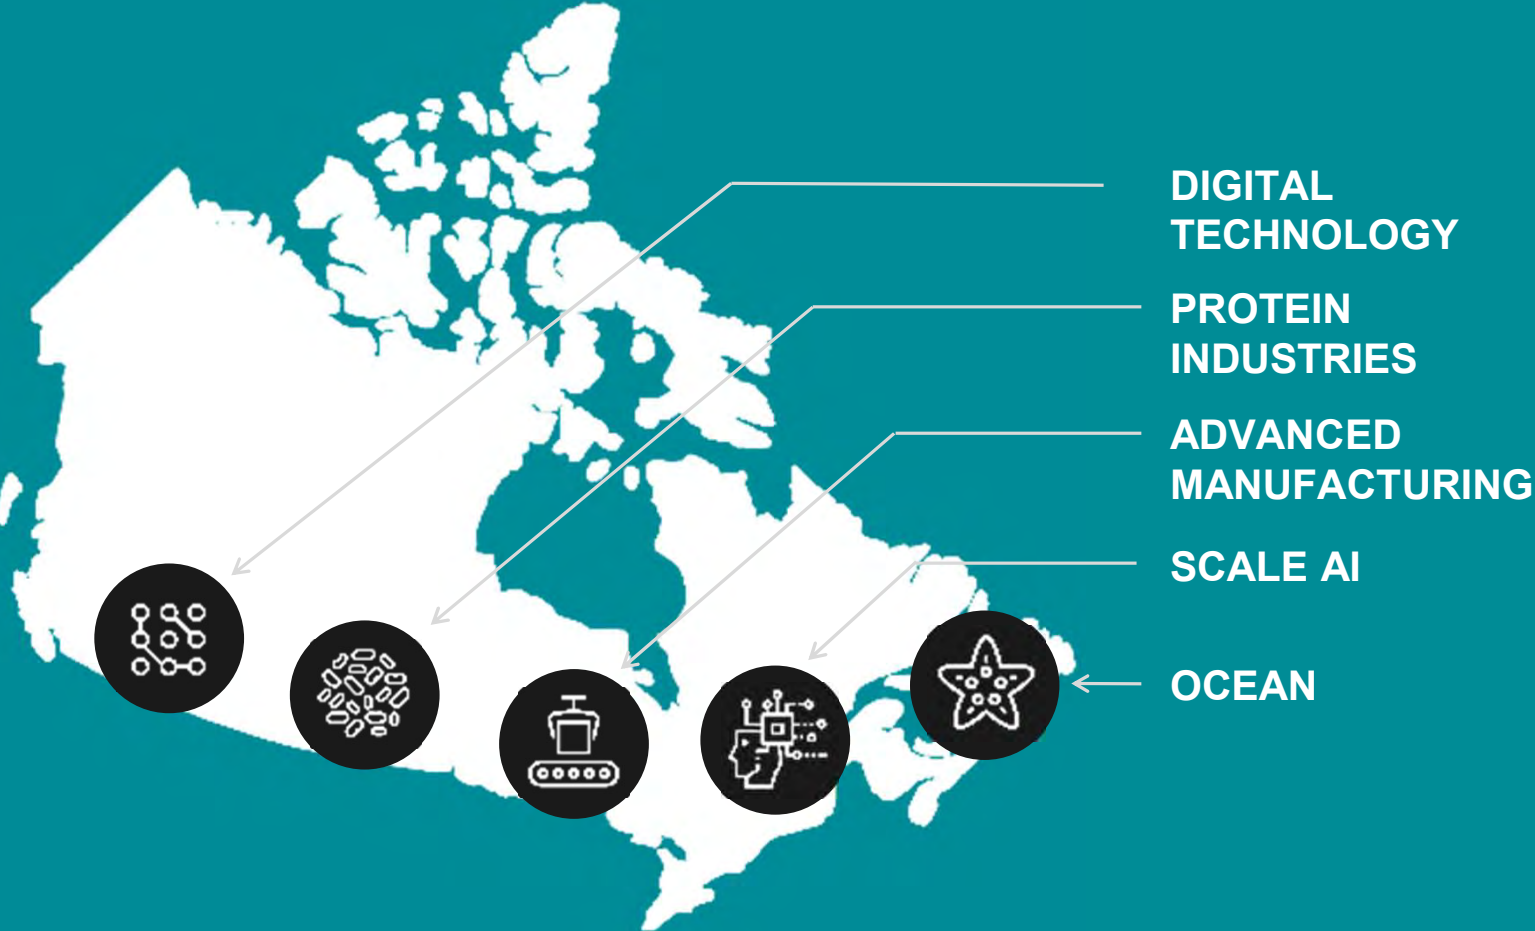 DIGITAL
TECHNOLOGY
PROTEIN
INDUSTRIES
ADVANCED
MANUFACTURING
SCALE AI
OCEAN